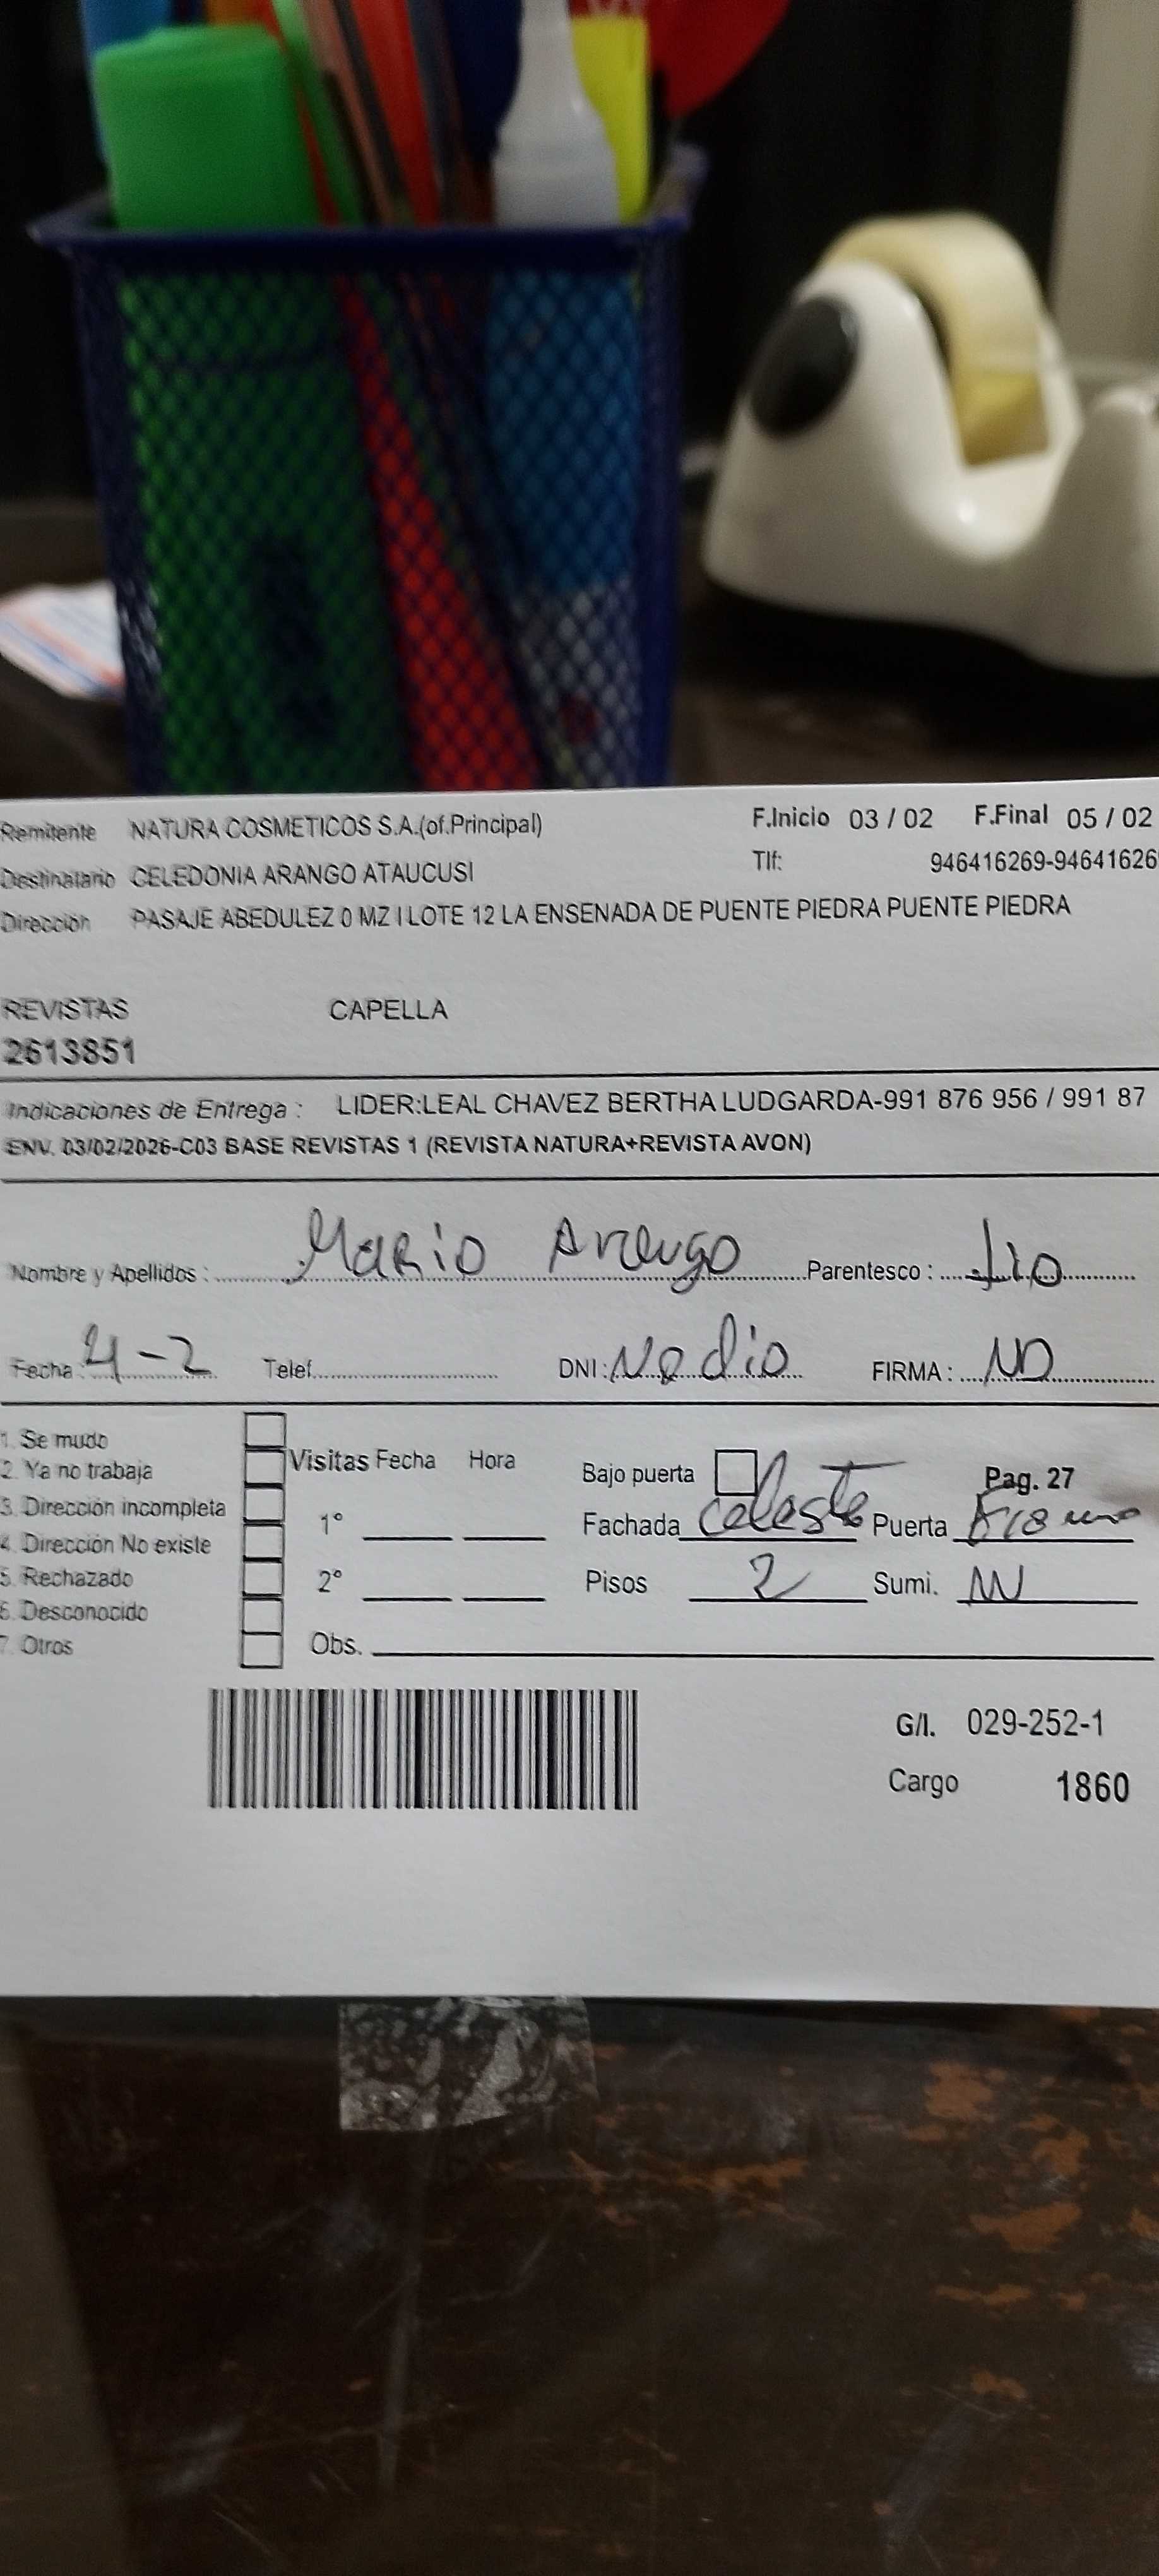 Remitente NATURA COSMETICOS S.A.(of.Principal) F.Inicio 03 / 02 F.Final 05 / 02
Destinatario CELEDONIA ARANGO ATAUCUSI Tlf: 946416269-94641626
Dirección PASAJE ABEDULEZ 0 MZ I LOTE 12 LA ENSENADA DE PUENTE PIEDRA PUENTE PIEDRA
REVISTAS CAPELLA
2613851
Indicaciones de Entrega : LIDER:LEAL CHAVEZ BERTHA LUDGARDA-991 876 956 / 991 87
ENV. 03/02/2026-C03 BASE REVISTAS 1 (REVISTA NATURA+REVISTA AVON)
Nombre y Apellidos : Mario Arango Parentesco : tio
Fecha : 4-2 Telef. DNI : No dio FIRMA : ND
1. Se mudo
2. Ya no trabaja
3. Dirección incompleta
4. Dirección No existe
5. Rechazado
6. Desconocido
7. Otros
Visitas Fecha Hora
1°
2°
Obs.
Bajo puerta Pag. 27
Fachada celeste Puerta
Pisos 2 Sumi.
G/I. 029-252-1
Cargo 1860